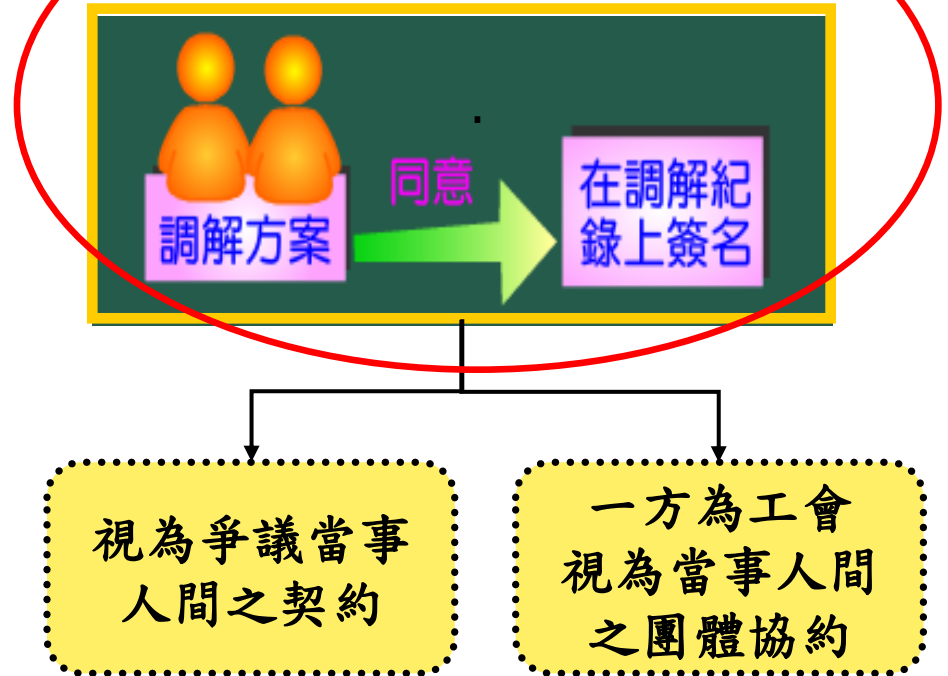 調解方案
同意
在調解紀
錄上簽名
視為爭議當事
人間之契約
一方為工會
視為當事人間
之團體協約